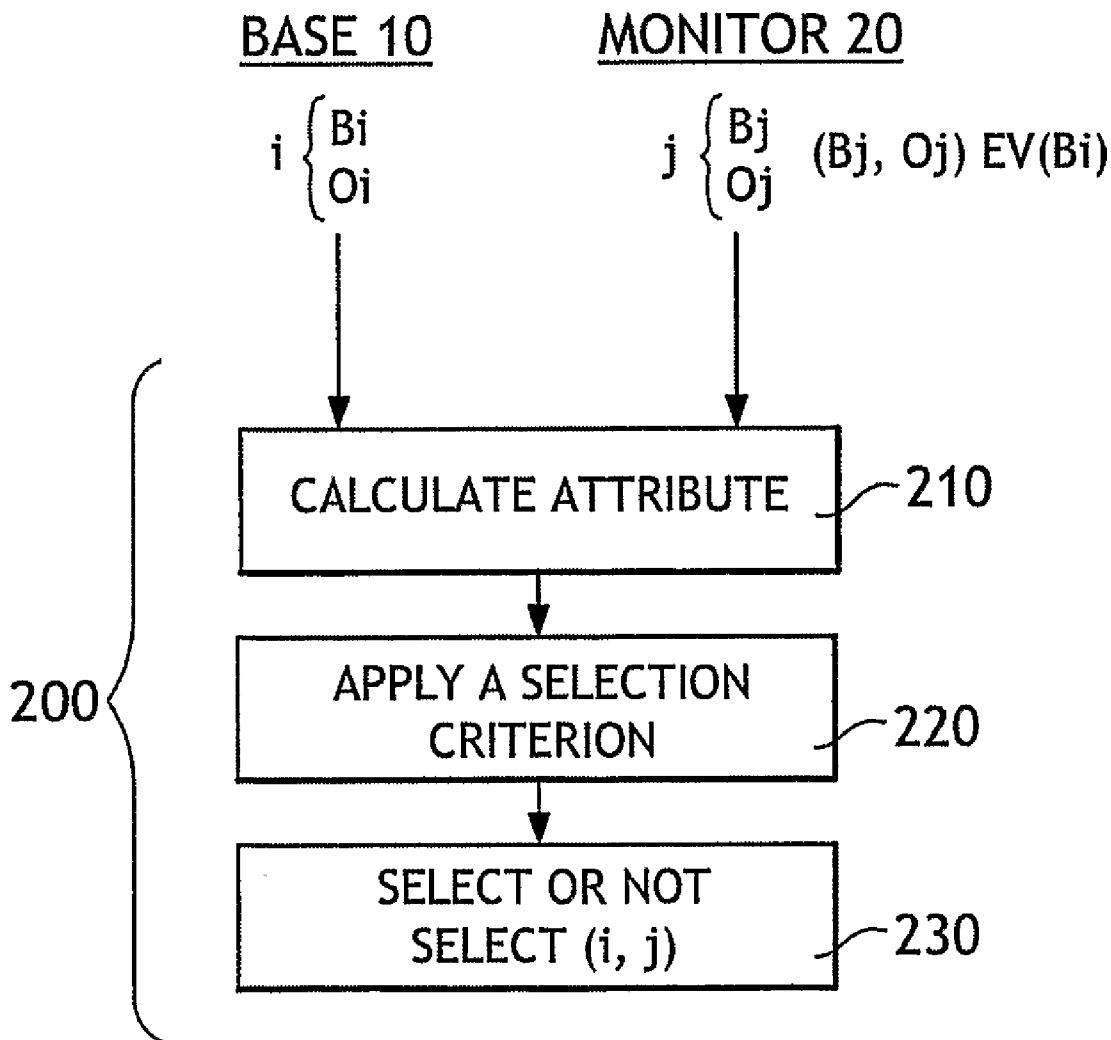 BASE 10 MONITOR 20
i { Bi
Oi
j { Bj
Oj
(Bj, Oj) EV(Bi)
CALCULATE ATTRIBUTE
210
APPLY A SELECTION
CRITERION
220
200
SELECT OR NOT
SELECT (i, j)
230